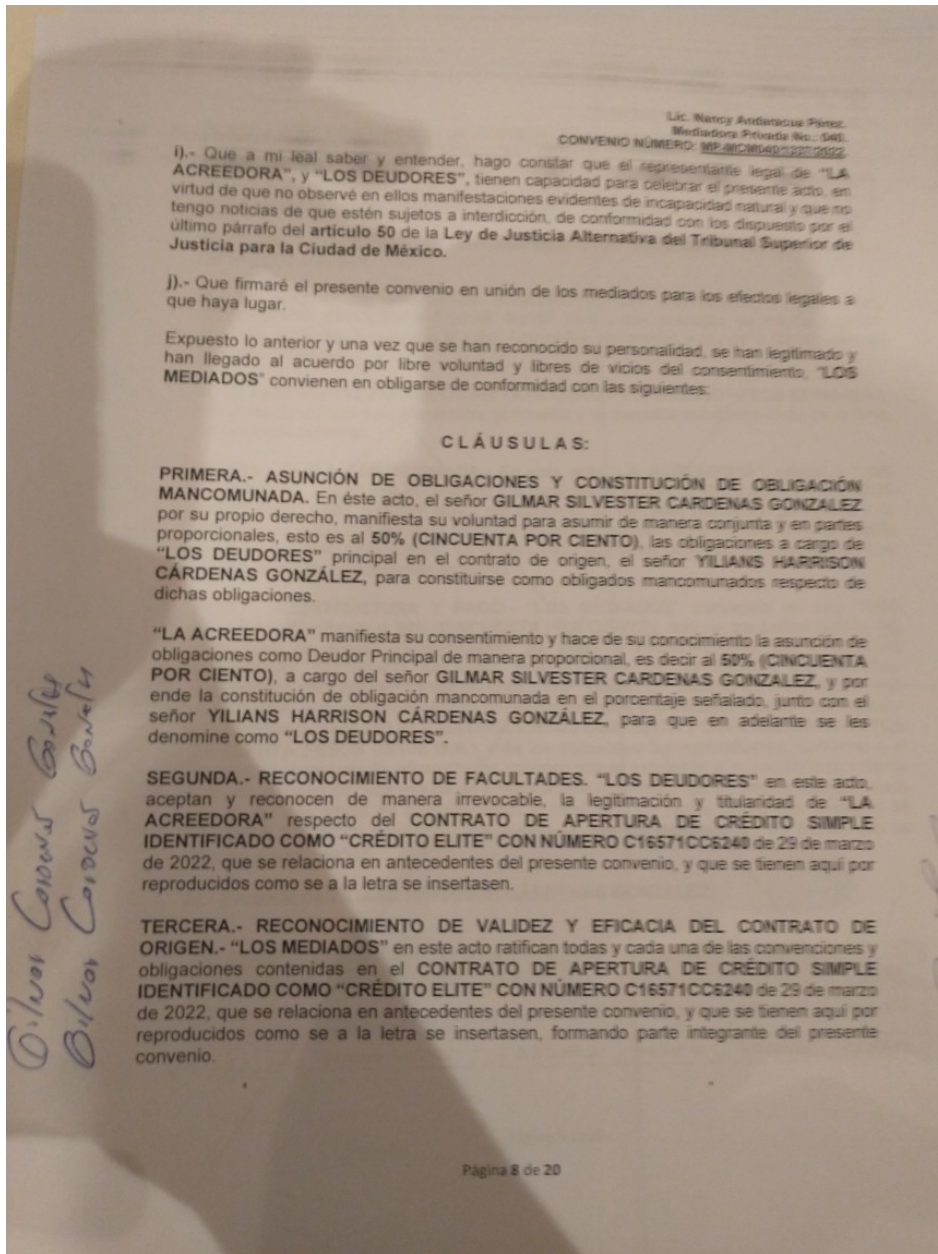 Lic. Nancy Pérez.
Mediadora Privada No.
CONVENIO NÚMERO:
i).- Que a mi leal saber y entender, hago constar que el representante legal de “LA
ACREEDORA”, y “LOS DEUDORES”, tienen capacidad para celebrar el presente acto, en
virtud de que no observé en ellos manifestaciones evidentes de incapacidad natural y que no
tengo noticias de que estén sujetos a interdicción, de conformidad con los dispuesto por el
último párrafo del artículo 50 de la Ley de Justicia Alternativa del Tribunal Superior de
Justicia para la Ciudad de México.
j).- Que firmaré el presente convenio en unión de los mediados para los efectos legales a
que haya lugar.
Expuesto lo anterior y una vez que se han reconocido su personalidad, se han legitimado y
han llegado al acuerdo por libre voluntad y libres de vicios del consentimiento, “LOS
MEDIADOS” convienen en obligarse de conformidad con las siguientes:
CLÁUSULAS:
PRIMERA.- ASUNCIÓN DE OBLIGACIONES Y CONSTITUCIÓN DE OBLIGACIÓN
MANCOMUNADA. En éste acto, el señor GILMAR SILVESTER CARDENAS GONZALEZ
por su propio derecho, manifiesta su voluntad para asumir de manera conjunta y en partes
proporcionales, esto es al 50% (CINCUENTA POR CIENTO), las obligaciones a cargo de
“LOS DEUDORES” principal en el contrato de origen, el señor YILIANS HARRISON
CÁRDENAS GONZÁLEZ, para constituirse como obligados mancomunados respecto de
dichas obligaciones.
“LA ACREEDORA” manifiesta su consentimiento y hace de su conocimiento la asunción de
obligaciones como Deudor Principal de manera proporcional, es decir al 50% (CINCUENTA
POR CIENTO), a cargo del señor GILMAR SILVESTER CARDENAS GONZALEZ, y por
ende la constitución de obligación mancomunada en el porcentaje señalado, junto con el
señor YILIANS HARRISON CÁRDENAS GONZÁLEZ, para que en adelante se les
denomine como “LOS DEUDORES”.
SEGUNDA.- RECONOCIMIENTO DE FACULTADES. “LOS DEUDORES” en este acto,
aceptan y reconocen de manera irrevocable, la legitimación y titularidad de “LA
ACREEDORA” respecto del CONTRATO DE APERTURA DE CRÉDITO SIMPLE
IDENTIFICADO COMO “CRÉDITO ELITE” CON NÚMERO C16571CC6240 de 29 de marzo
de 2022, que se relaciona en antecedentes del presente convenio, y que se tienen aquí por
reproducidos como se a la letra se insertasen.
TERCERA.- RECONOCIMIENTO DE VALIDEZ Y EFICACIA DEL CONTRATO DE
ORIGEN.- “LOS MEDIADOS” en este acto ratifican todas y cada una de las convenciones y
obligaciones contenidas en el CONTRATO DE APERTURA DE CRÉDITO SIMPLE
IDENTIFICADO COMO “CRÉDITO ELITE” CON NÚMERO C16571CC6240 de 29 de marzo
de 2022, que se relaciona en antecedentes del presente convenio, y que se tienen aquí por
reproducidos como se a la letra se insertasen, formando parte integrante del presente
convenio.
Página 8 de 20